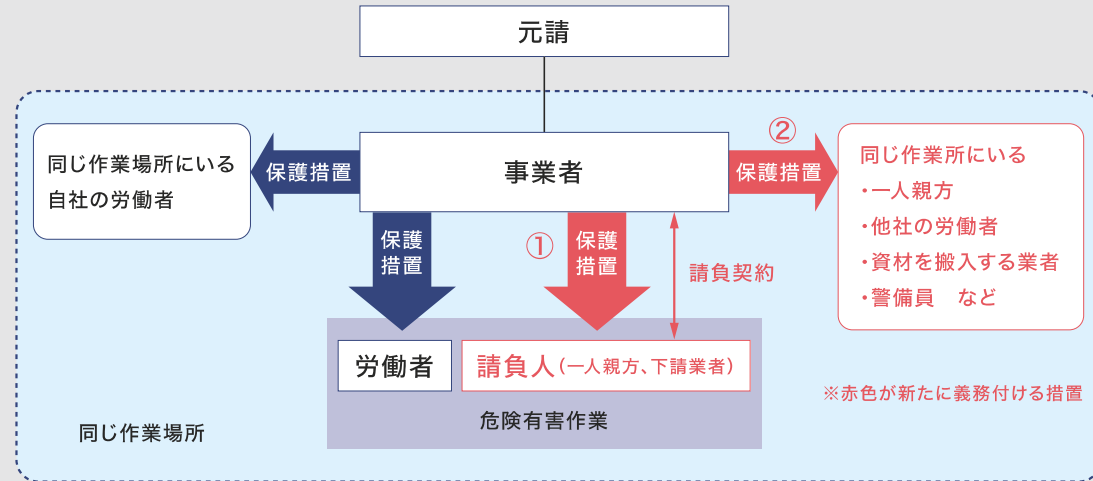 元請
同じ作業場所にいる
自社の労働者
保護措置
事業者
②
保護措置
同じ作業所にいる
・一人親方
・他社の労働者
・資材を搬入する業者
・警備員　など
保護
措置
①
保護
措置
請負契約
労働者
請負人（一人親方、下請業者）
危険有害作業
※赤色が新たに義務付ける措置
同じ作業場所